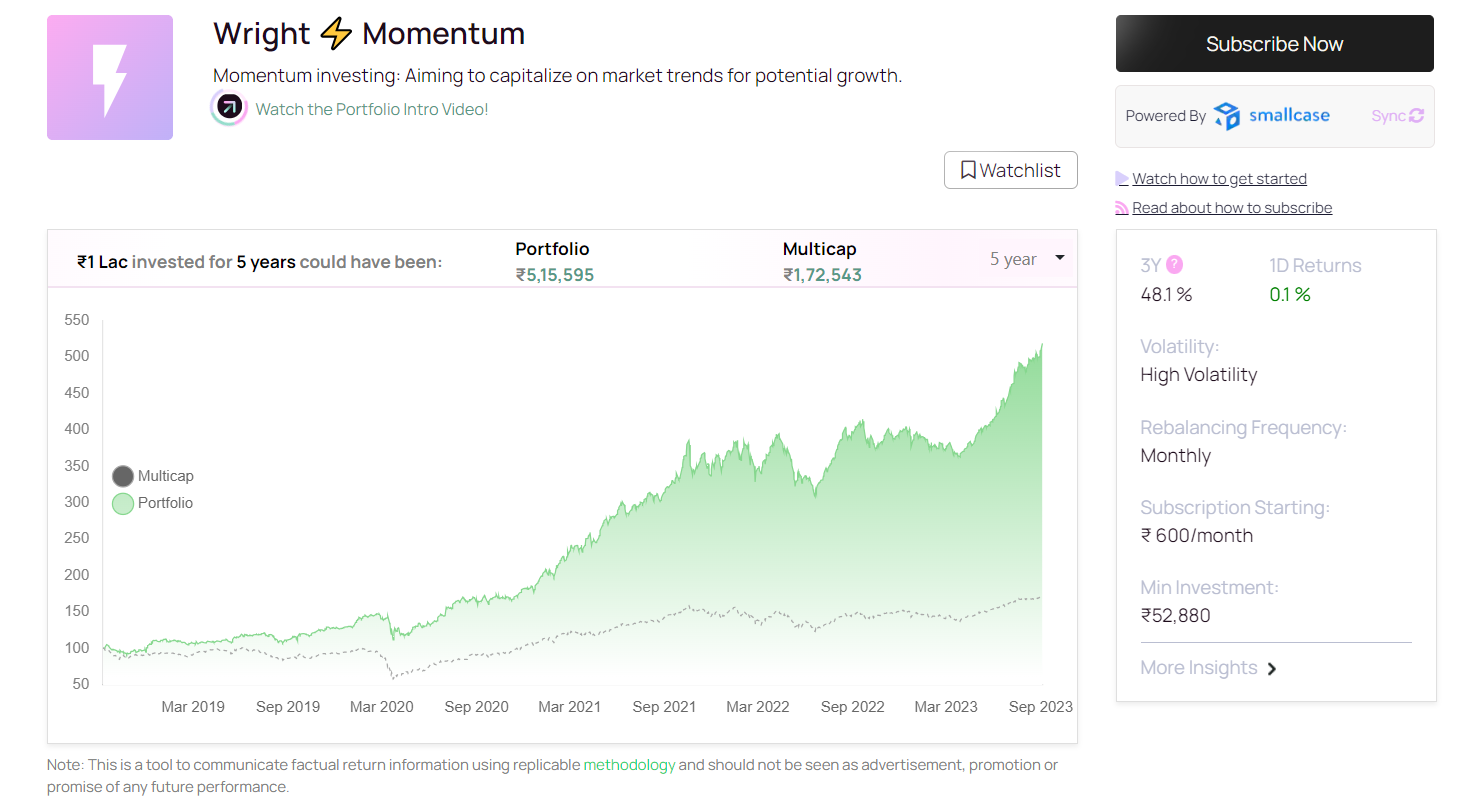 Wright ⚡ Momentum
Momentum investing: Aiming to capitalize on market trends for potential growth.
Watch the Portfolio Intro Video!
Watchlist
Subscribe Now
Powered By smallcase Sync
Watch how to get started
Read about how to subscribe
₹1 Lac invested for 5 years could have been:
Portfolio
₹5,15,595
Multicap
₹1,72,543
5 year
550
500
450
400
350
300
250
200
150
100
50
Multicap
Portfolio
Mar 2019 Sep 2019 Mar 2020 Sep 2020 Mar 2021 Sep 2021 Mar 2022 Sep 2022 Mar 2023 Sep 2023
Note: This is a tool to communicate factual return information using replicable methodology and should not be seen as advertisement, promotion or
promise of any future performance.
3Y ? 1D Returns
48.1 % 0.1 %
Volatility:
High Volatility
Rebalancing Frequency:
Monthly
Subscription Starting:
₹ 600/month
Min Investment:
₹52,880
More Insights